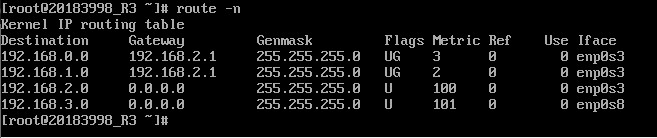 [root@20183998_R3 ~]# route -n
Kernel IP routing table
Destination     Gateway         Genmask         Flags Metric Ref    Use Iface
192.168.0.0     192.168.2.1     255.255.255.0   UG    3      0        0 enp0s3
192.168.1.0     192.168.2.1     255.255.255.0   UG    2      0        0 enp0s3
192.168.2.0     0.0.0.0         255.255.255.0   U     100    0        0 enp0s3
192.168.3.0     0.0.0.0         255.255.255.0   U     101    0        0 enp0s8
[root@20183998_R3 ~]#